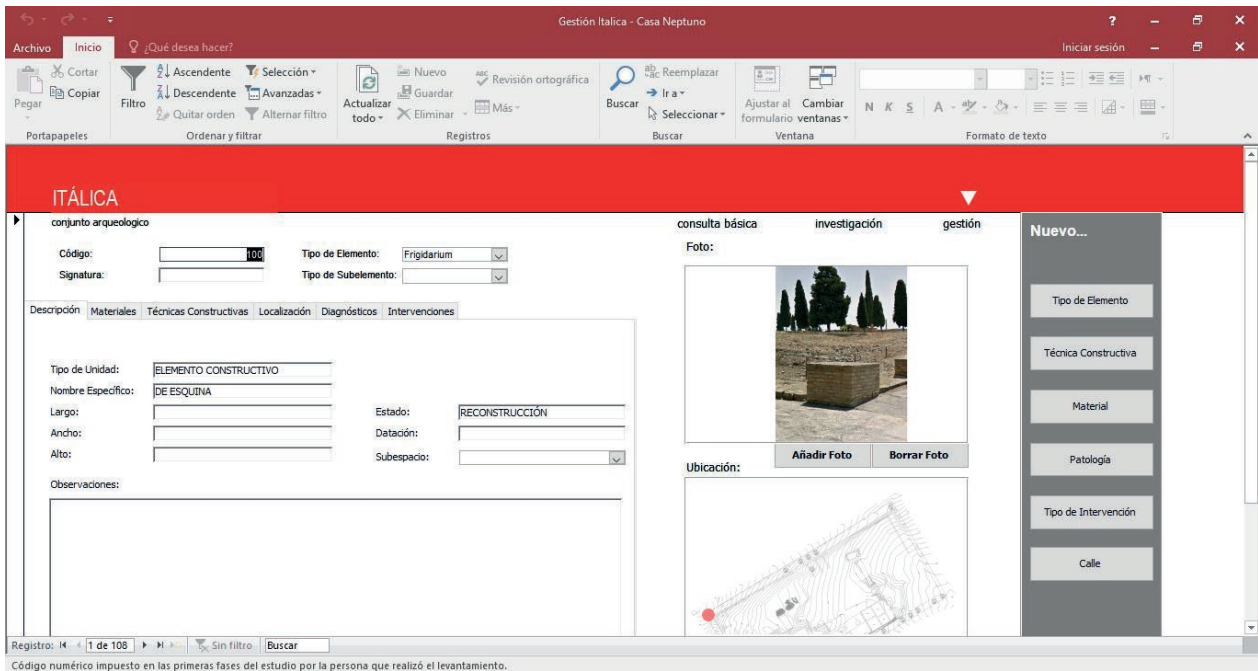 Gestión Italica - Casa Neptuno
?
Archivo Inicio ¿Qué desea hacer? Iniciar sesión
Cortar
Copiar
Pegar
Portapapeles
Filtro
Ascendente Selección
Descendente Avanzadas
Quitar orden Alternar filtro
Ordenar y filtrar
Actualizar todo
Nuevo
Guardar
Eliminar
Revisión ortográfica
Más
Registros
Buscar
Reemplazar
Ir a
Seleccionar
Buscar
Ajustar al formulario
Cambiar ventanas
Ventana
N K S A
Formato de texto
ITÁLICA
conjunto arqueologico
consulta básica investigación gestión
Código: 100 Tipo de Elemento: Frigidarium
Signatura: Tipo de Subelemento:
Descripción Materiales Técnicas Constructivas Localización Diagnósticos Intervenciones
Tipo de Unidad: ELEMENTO CONSTRUCTIVO
Nombre Específico: DE ESQUINA
Largo: Estado: RECONSTRUCCIÓN
Ancho: Datación:
Alto: Subespacio:
Observaciones:
Foto:
Añadir Foto Borrar Foto
Ubicación:
Nuevo...
Tipo de Elemento
Técnica Constructiva
Material
Patología
Tipo de Intervención
Calle
Registro: 1 de 108 Sin filtro Buscar
Código numérico impuesto en las primeras fases del estudio por la persona que realizó el levantamiento.